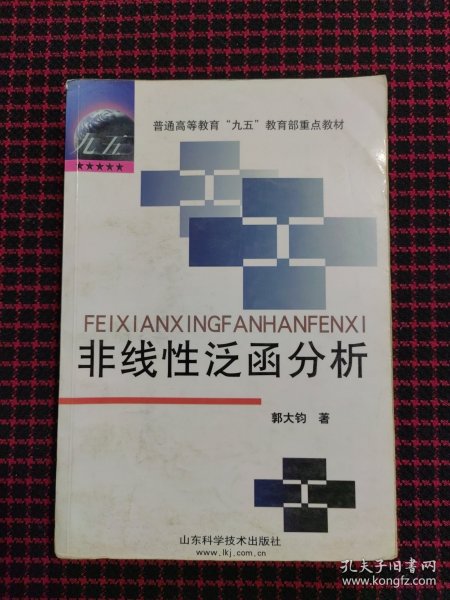 九五
★★★★★
普通高等教育“九五”教育部重点教材
FEIXIANXINGFANHANFENXI
非线性泛函分析
郭大钧 著
山东科学技术出版社
www.lkj.com.cn
孔夫子旧书网
www.kongfz.com